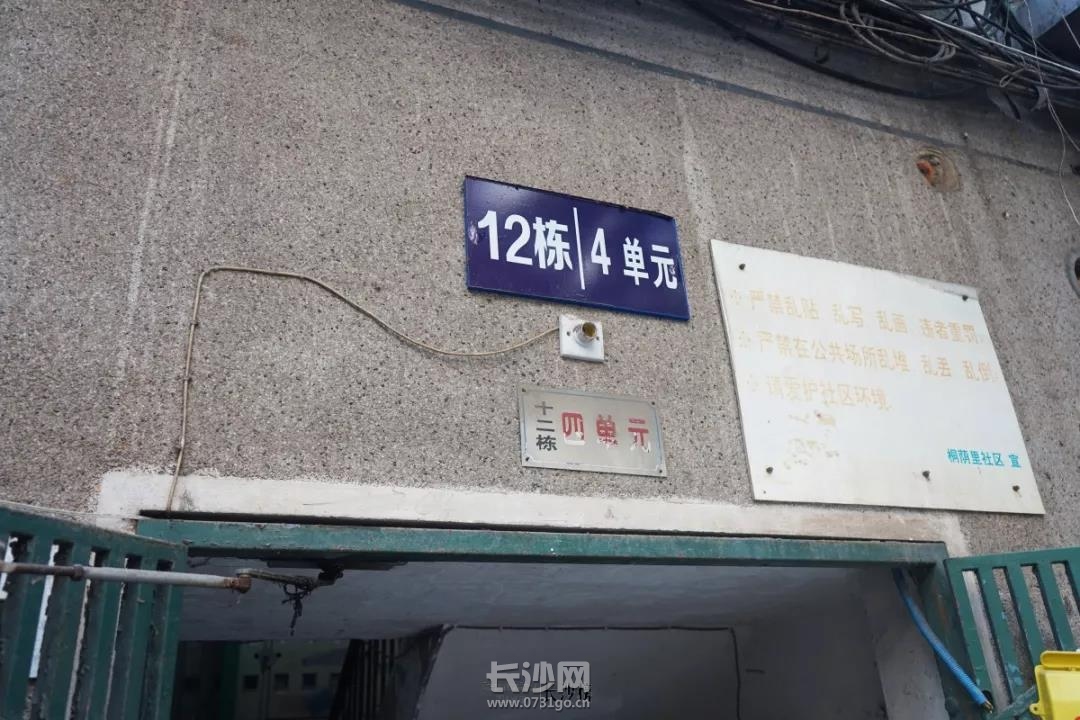 12栋 4单元
十二栋 四单元
严禁乱贴 乱写 乱画 违者重罚
严禁在公共场所乱堆 乱丢 乱倒
请爱护社区环境
桐荫里社区 宣
长沙网
www.0731go.cn